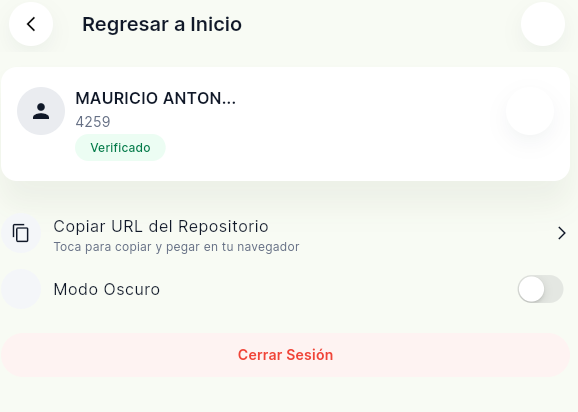 Regresar a Inicio
MAURICIO ANTON...
4259
Verificado
Copiar URL del Repositorio
Toca para copiar y pegar en tu navegador
Modo Oscuro
Cerrar Sesión